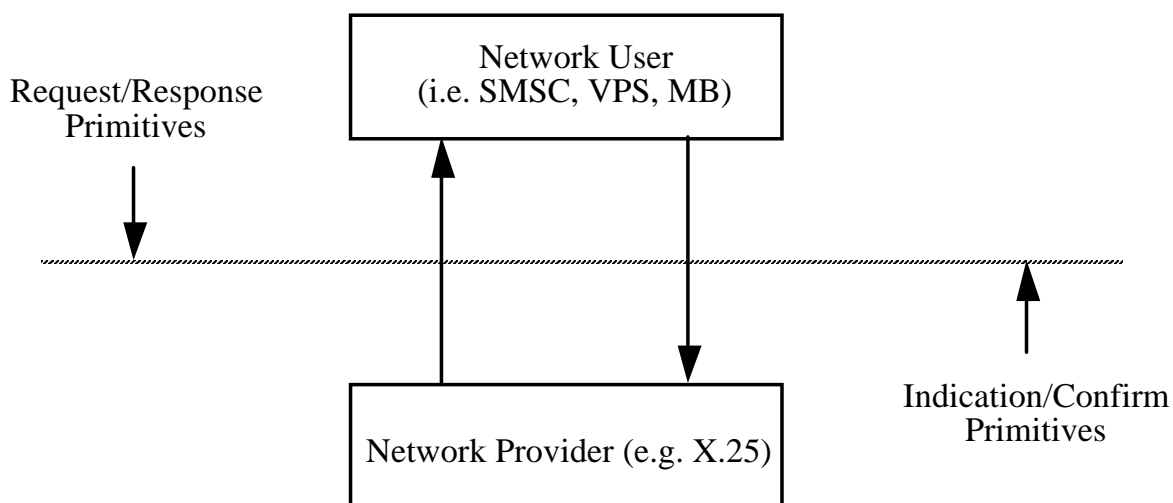 Network User
(i.e. SMSC, VPS, MB)
Request/Response
Primitives
Indication/Confirm
Primitives
Network Provider (e.g. X.25)